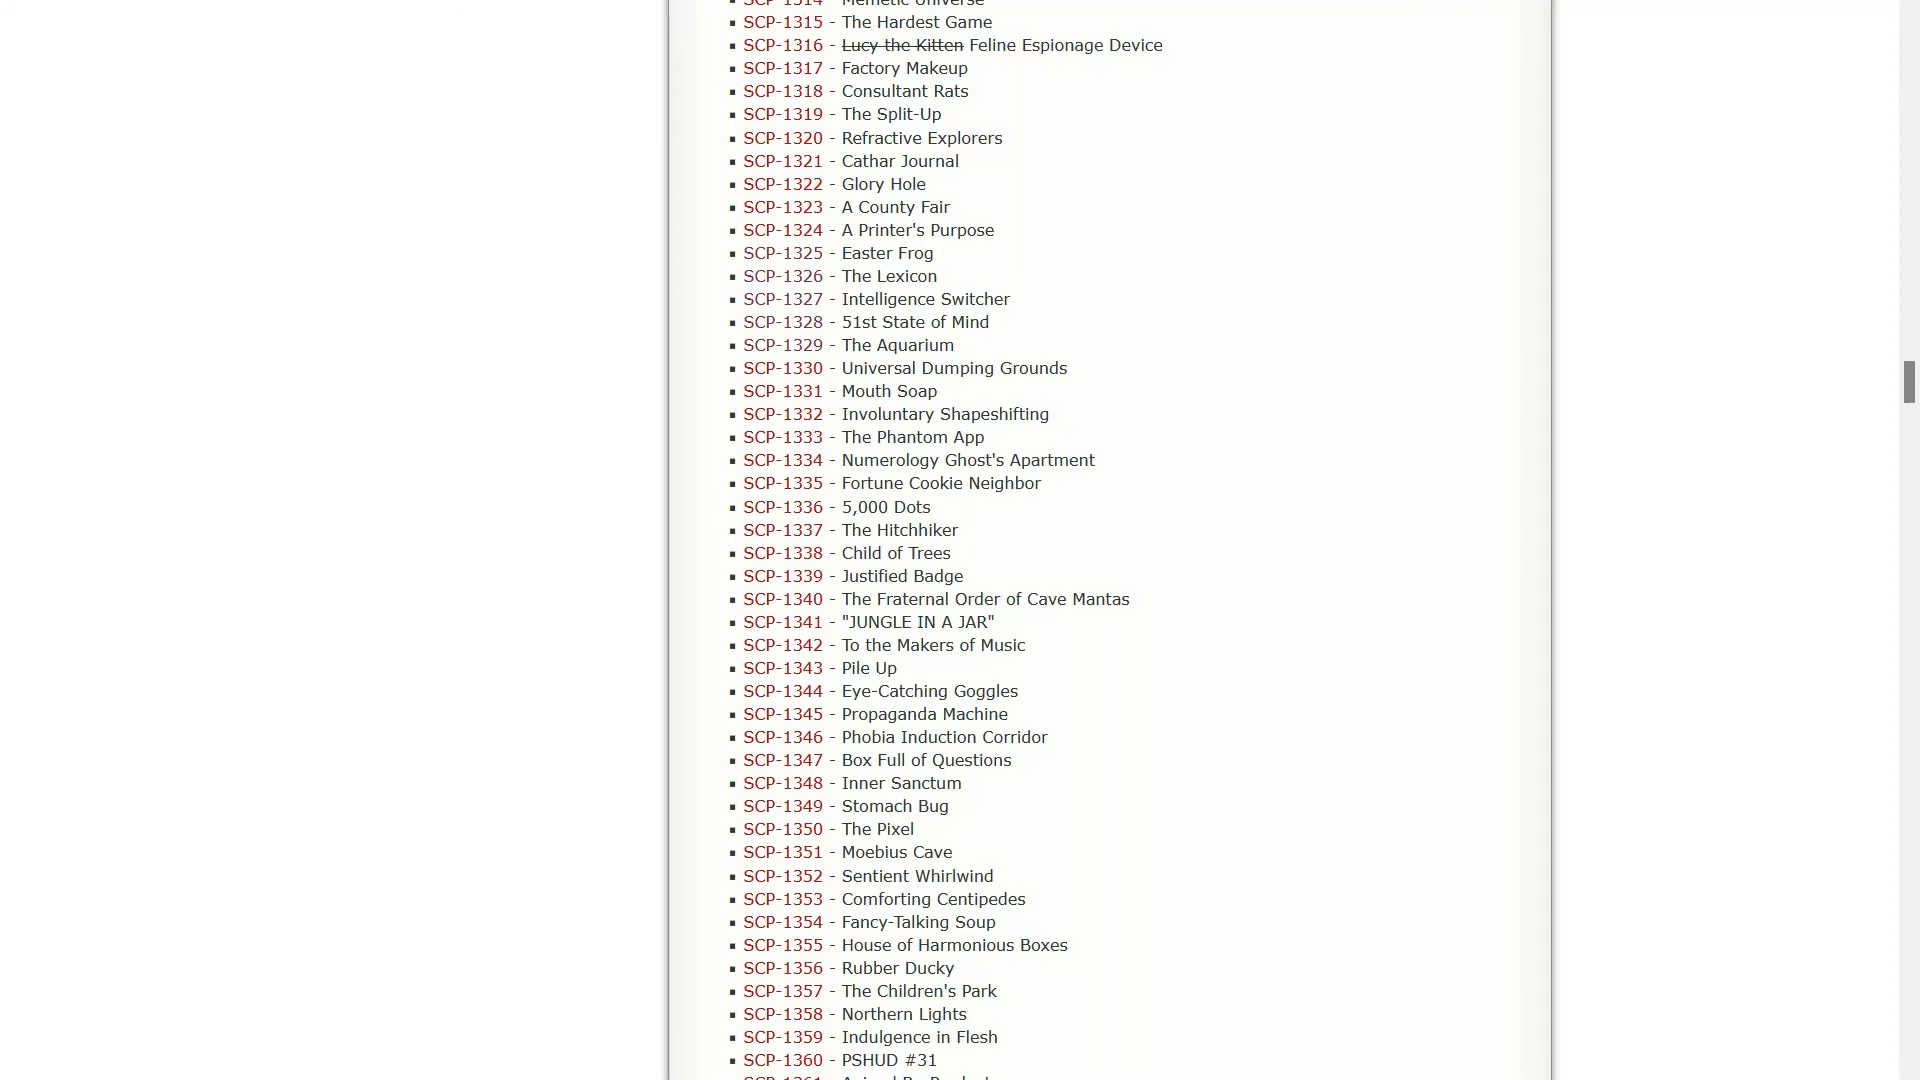 SCP-1314 - Memetic Universe
▪ SCP-1315 - The Hardest Game
▪ SCP-1316 - Lucy the Kitten Feline Espionage Device
▪ SCP-1317 - Factory Makeup
▪ SCP-1318 - Consultant Rats
▪ SCP-1319 - The Split-Up
▪ SCP-1320 - Refractive Explorers
▪ SCP-1321 - Cathar Journal
▪ SCP-1322 - Glory Hole
▪ SCP-1323 - A County Fair
▪ SCP-1324 - A Printer's Purpose
▪ SCP-1325 - Easter Frog
▪ SCP-1326 - The Lexicon
▪ SCP-1327 - Intelligence Switcher
▪ SCP-1328 - 51st State of Mind
▪ SCP-1329 - The Aquarium
▪ SCP-1330 - Universal Dumping Grounds
▪ SCP-1331 - Mouth Soap
▪ SCP-1332 - Involuntary Shapeshifting
▪ SCP-1333 - The Phantom App
▪ SCP-1334 - Numerology Ghost's Apartment
▪ SCP-1335 - Fortune Cookie Neighbor
▪ SCP-1336 - 5,000 Dots
▪ SCP-1337 - The Hitchhiker
▪ SCP-1338 - Child of Trees
▪ SCP-1339 - Justified Badge
▪ SCP-1340 - The Fraternal Order of Cave Mantas
▪ SCP-1341 - "JUNGLE IN A JAR"
▪ SCP-1342 - To the Makers of Music
▪ SCP-1343 - Pile Up
▪ SCP-1344 - Eye-Catching Goggles
▪ SCP-1345 - Propaganda Machine
▪ SCP-1346 - Phobia Induction Corridor
▪ SCP-1347 - Box Full of Questions
▪ SCP-1348 - Inner Sanctum
▪ SCP-1349 - Stomach Bug
▪ SCP-1350 - The Pixel
▪ SCP-1351 - Moebius Cave
▪ SCP-1352 - Sentient Whirlwind
▪ SCP-1353 - Comforting Centipedes
▪ SCP-1354 - Fancy-Talking Soup
▪ SCP-1355 - House of Harmonious Boxes
▪ SCP-1356 - Rubber Ducky
▪ SCP-1357 - The Children's Park
▪ SCP-1358 - Northern Lights
▪ SCP-1359 - Indulgence in Flesh
▪ SCP-1360 - PSHUD #31